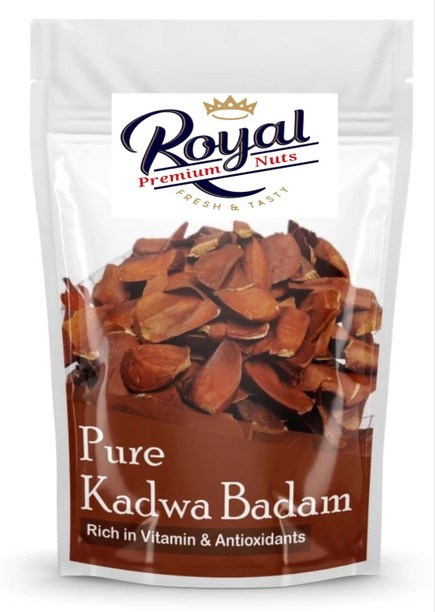 Royal
Premium Nuts
FRESH & TASTY
Pure
Kadwa Badam
Rich in Vitamin & Antioxidants